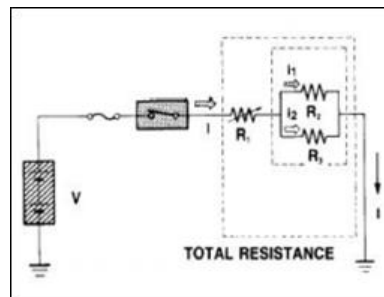 I₁
R₂
I₂
I
R₁
R₃
V
I
TOTAL RESISTANCE